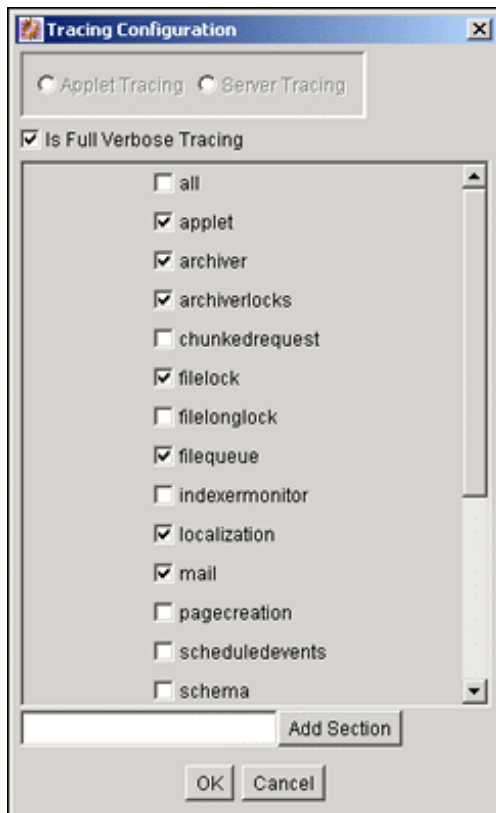 Tracing Configuration
Applet Tracing Server Tracing
Is Full Verbose Tracing
all
applet
archiver
archiverlocks
chunkedrequest
filelock
filelonglock
filequeue
indexermonitor
localization
mail
pagecreation
scheduledevents
schema
Add Section
OK Cancel